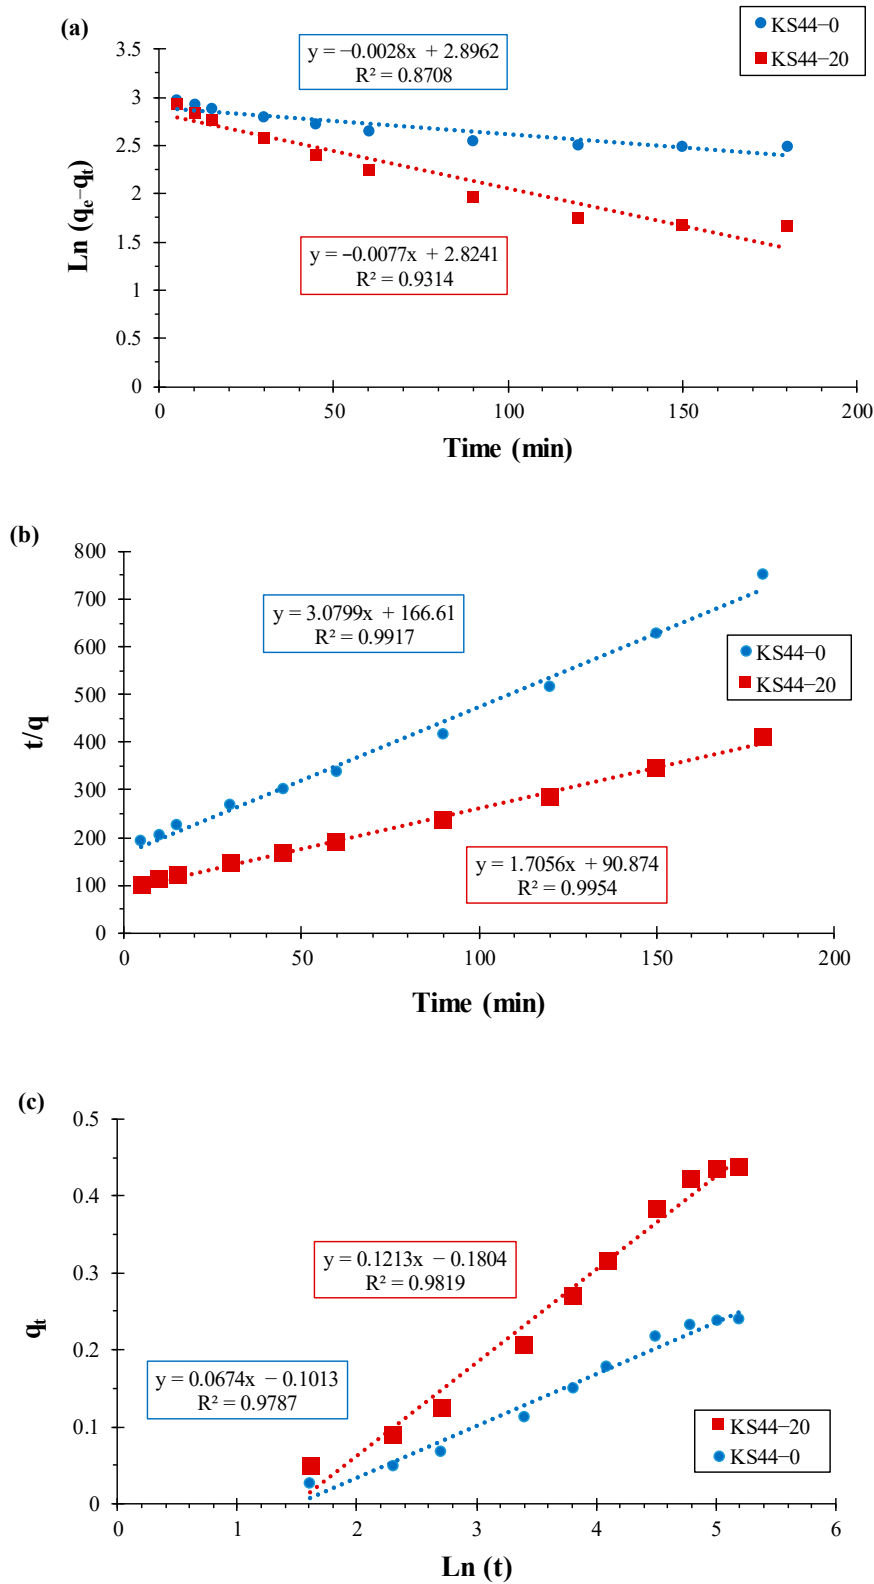 (a)
KS44−0
KS44−20
y = −0.0028x + 2.8962
R² = 0.8708
y = −0.0077x + 2.8241
R² = 0.9314
3.5
3
2.5
2
1.5
1
0.5
0
Ln (qₑ−qₜ)
0
50
100
150
200
Time (min)
(b)
800
700
600
500
400
300
200
100
0
t/q
y = 3.0799x + 166.61
R² = 0.9917
KS44−0
KS44−20
y = 1.7056x + 90.874
R² = 0.9954
0
50
100
150
200
Time (min)
(c)
0.5
0.4
0.3
0.2
0.1
0
qₜ
y = 0.1213x − 0.1804
R² = 0.9819
y = 0.0674x − 0.1013
R² = 0.9787
KS44−20
KS44−0
0
1
2
3
4
5
6
Ln (t)